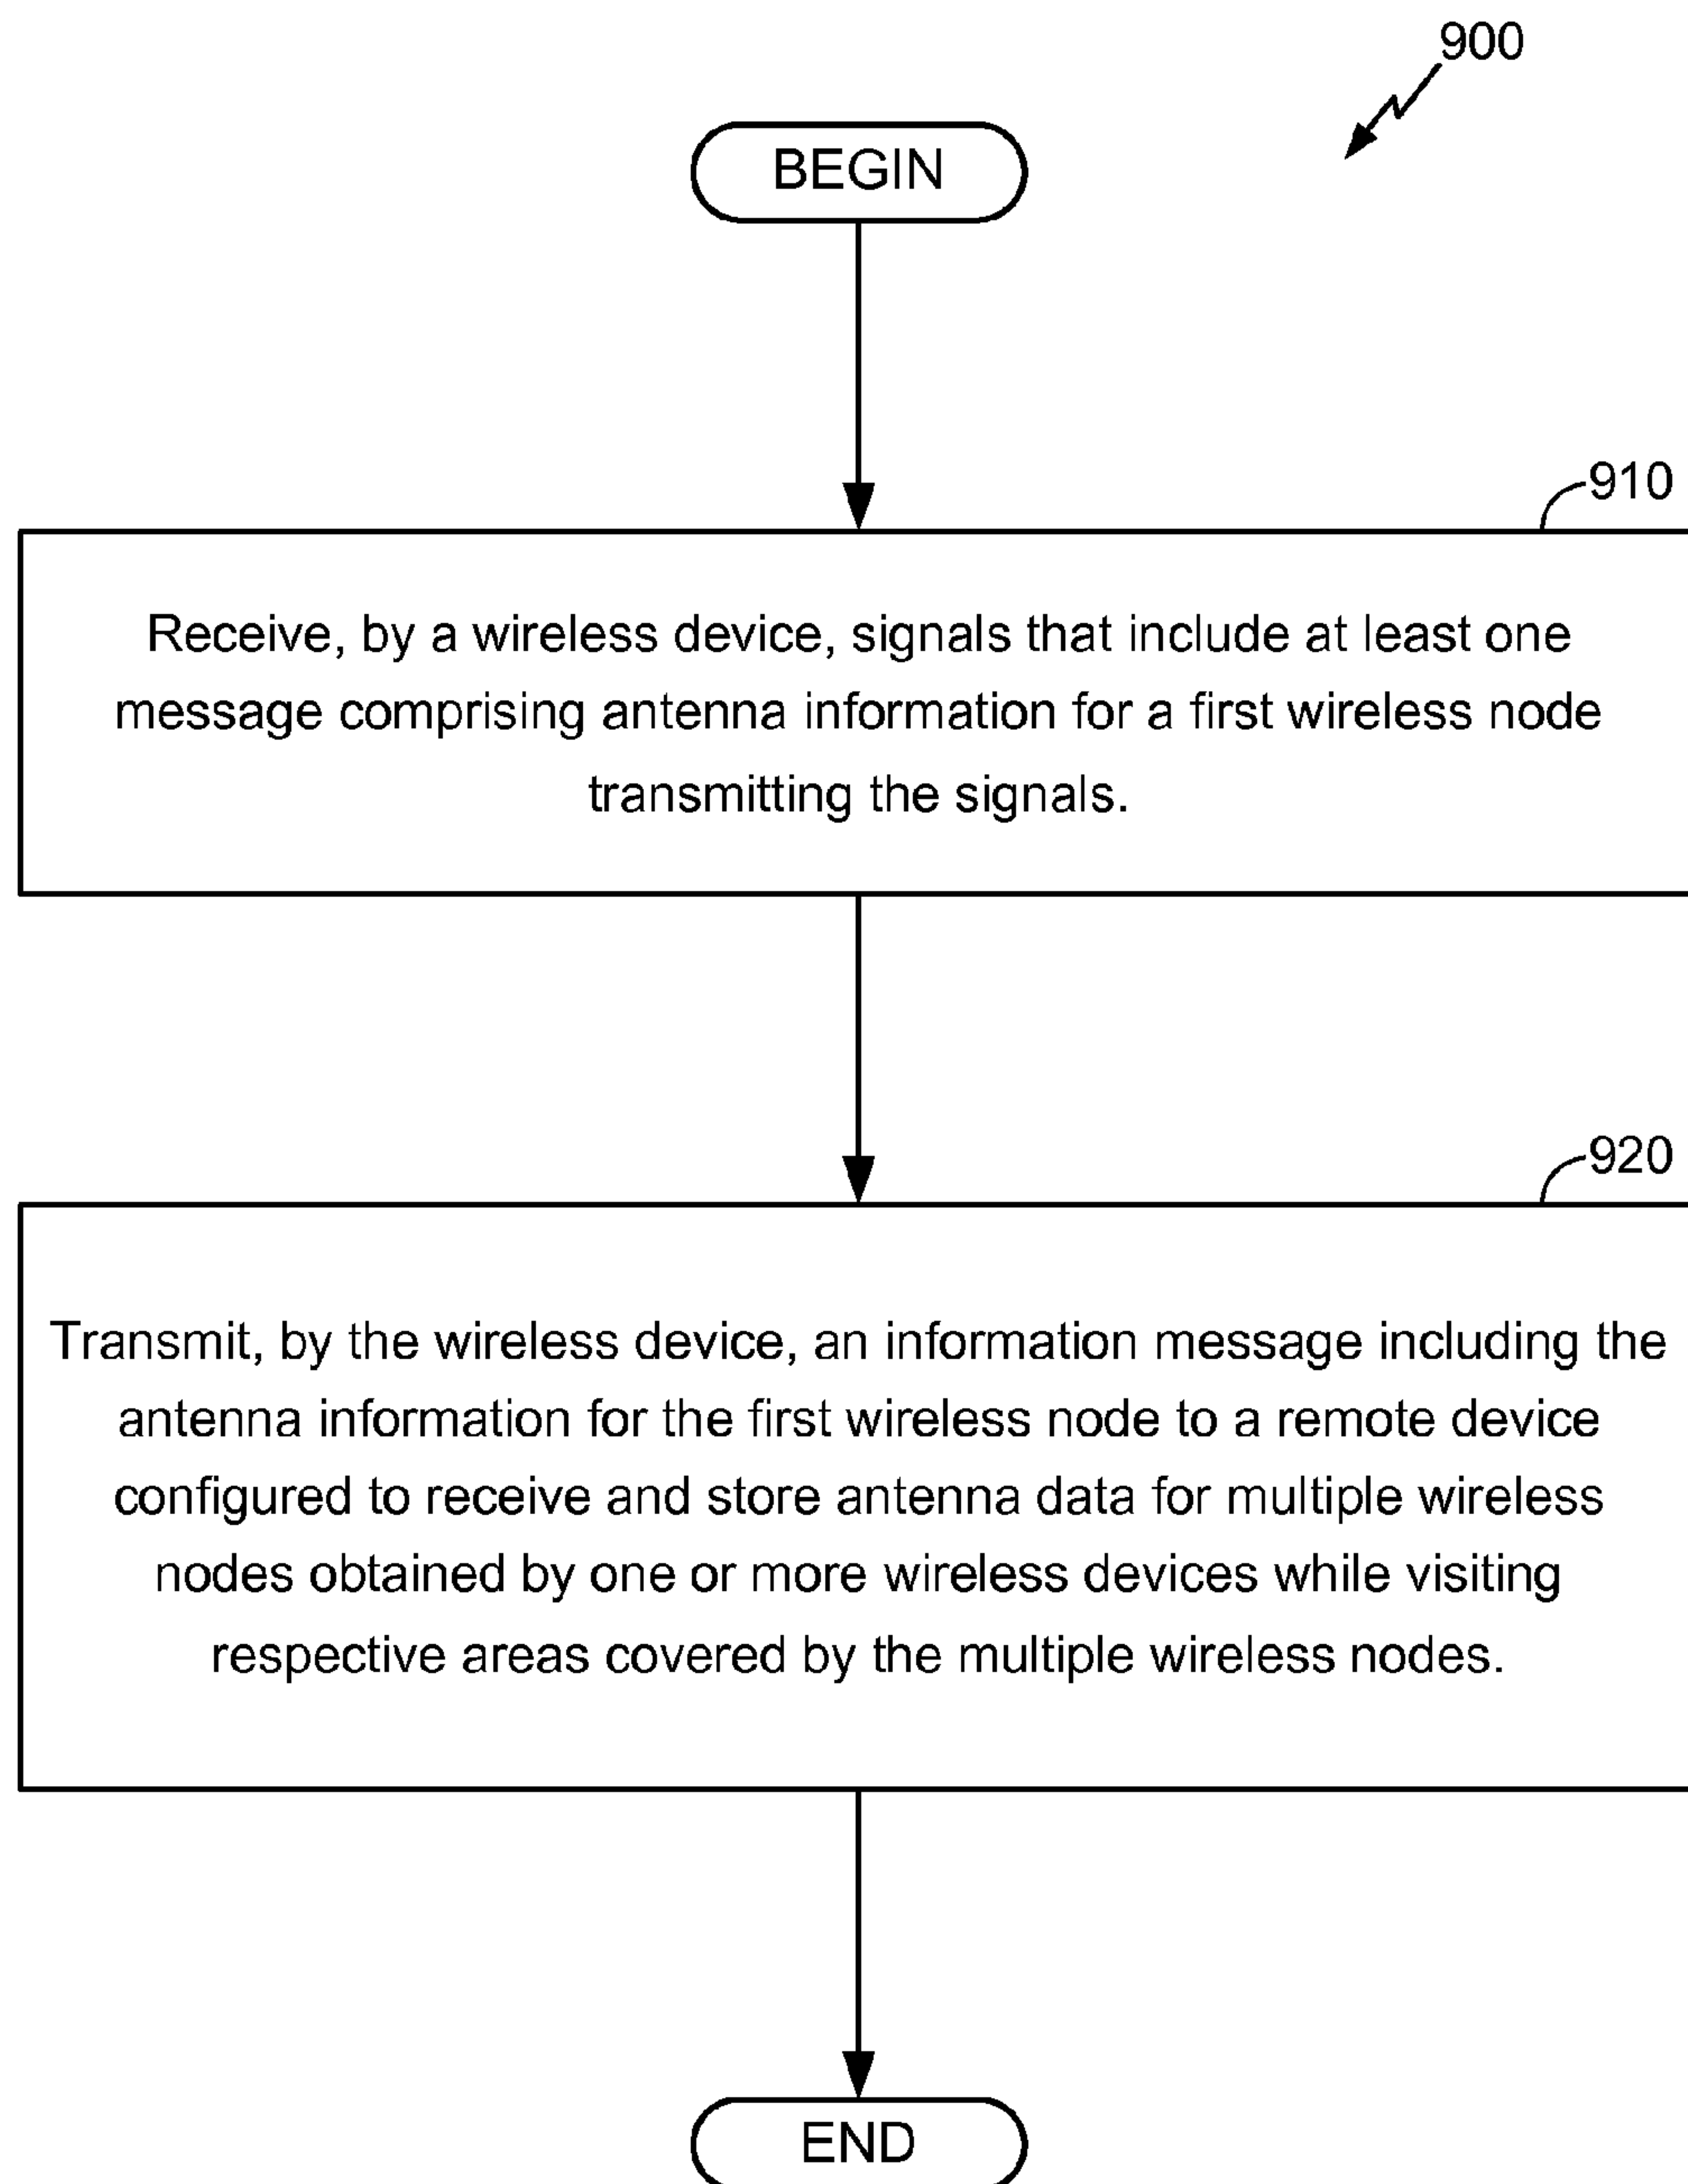 900
BEGIN
910
Receive, by a wireless device, signals that include at least one
message comprising antenna information for a first wireless node
transmitting the signals.
920
Transmit, by the wireless device, an information message including the
antenna information for the first wireless node to a remote device
configured to receive and store antenna data for multiple wireless
nodes obtained by one or more wireless devices while visiting
respective areas covered by the multiple wireless nodes.
END